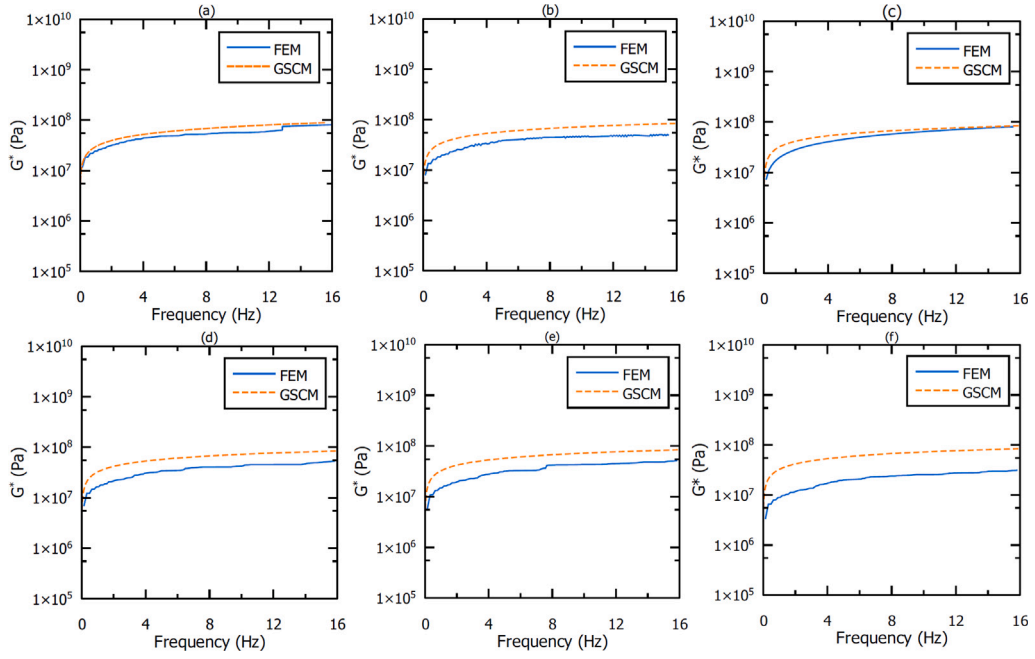 (a)
1×10¹⁰
1×10⁹
1×10⁸
1×10⁷
1×10⁶
1×10⁵
G* (Pa)
FEM
GSCM
0 4 8 12 16
Frequency (Hz)
(b)
1×10¹⁰
1×10⁹
1×10⁸
1×10⁷
1×10⁶
1×10⁵
G* (Pa)
FEM
GSCM
0 4 8 12 16
Frequency (Hz)
(c)
1×10¹⁰
1×10⁹
1×10⁸
1×10⁷
1×10⁶
1×10⁵
G* (Pa)
FEM
GSCM
0 4 8 12 16
Frequency (Hz)
(d)
1×10¹⁰
1×10⁹
1×10⁸
1×10⁷
1×10⁶
1×10⁵
G* (Pa)
FEM
GSCM
0 4 8 12 16
Frequency (Hz)
(e)
1×10¹⁰
1×10⁹
1×10⁸
1×10⁷
1×10⁶
1×10⁵
G* (Pa)
FEM
GSCM
0 4 8 12 16
Frequency (Hz)
(f)
1×10¹⁰
1×10⁹
1×10⁸
1×10⁷
1×10⁶
1×10⁵
G* (Pa)
FEM
GSCM
0 4 8 12 16
Frequency (Hz)